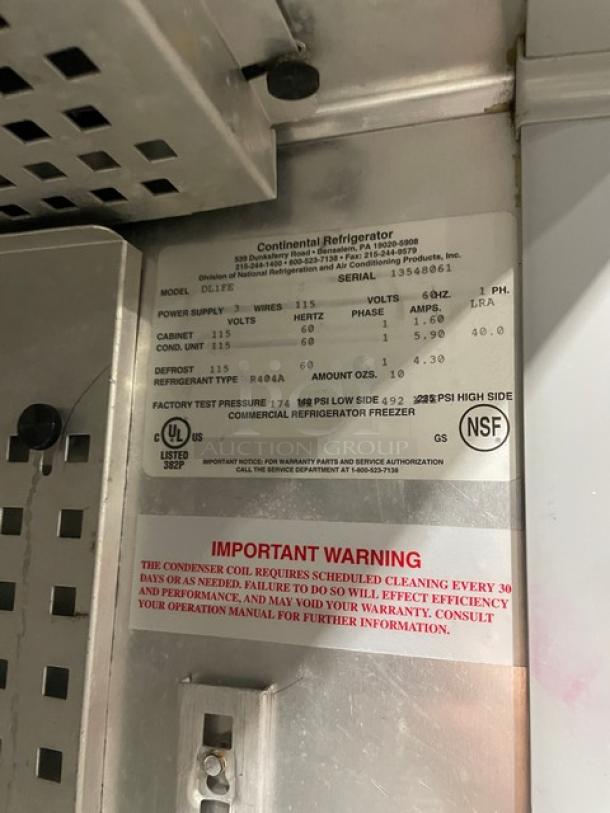 Continental Refrigerator
539 Dunksferry Road • Bensalem, PA 19020-5908
215-244-1400 • 800-523-7138 • Fax: 215-244-9579
Division of National Refrigeration and Air Conditioning Products, Inc.
MODEL DL1FE SERIAL 13548061
POWER SUPPLY 3 WIRES 115 VOLTS 60HZ. 1 PH.
VOLTS HERTZ PHASE AMPS. LRA
CABINET 115 60 1 1.60
COND. UNIT 115 60 1 5.90 40.0
DEFROST 115 60 1 4.30
REFRIGERANT TYPE R404A AMOUNT OZS. 10
FACTORY TEST PRESSURE 174 PSI LOW SIDE 492 PSI HIGH SIDE
COMMERCIAL REFRIGERATOR FREEZER
C UL US
LISTED
382P
GS NSF
AUCTION GROUP
IMPORTANT NOTICE: FOR WARRANTY PARTS AND SERVICE AUTHORIZATION
CALL THE SERVICE DEPARTMENT AT 1-800-523-7138
IMPORTANT WARNING
THE CONDENSER COIL REQUIRES SCHEDULED CLEANING EVERY 30
DAYS OR AS NEEDED. FAILURE TO DO SO WILL EFFECT EFFICIENCY
AND PERFORMANCE, AND MAY VOID YOUR WARRANTY. CONSULT
YOUR OPERATION MANUAL FOR FURTHER INFORMATION.